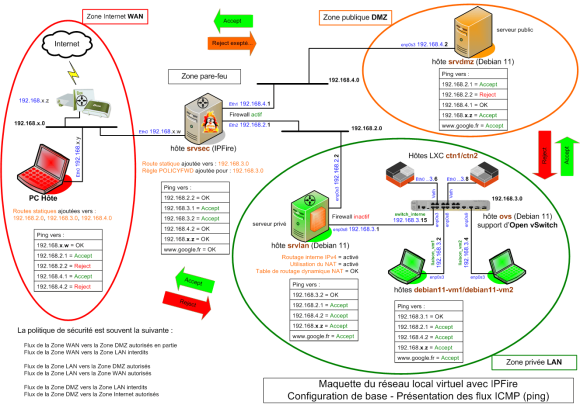 Zone Internet WAN
Accept
Reject excepté...
Zone publique DMZ
serveur public
enp0s3 192.168.4.2
hôte srvdmz (Debian 11)
Ping vers :
192.168.2.1 = Accept
192.168.2.2 = Reject
192.168.4.1 = OK
192.168.x.z = Accept
www.google.fr = Accept
Internet
192.168.x.z
192.168.x.0
192.168.x.y
PC Hôte
Routes statiques ajoutées vers :
192.168.2.0, 192.168.3.0, 192.168.4.0
Ping vers :
192.168.x.w = OK
192.168.2.1 = Accept
192.168.2.2 = Reject
192.168.4.1 = Accept
192.168.4.2 = Reject
Zone pare-feu
192.168.x.w
192.168.4.1
Firewall actif
192.168.2.1
192.168.4.0
192.168.2.0
hôte srvsec (IPFire)
Route statique ajoutée vers : 192.168.3.0
Règle POLICYFWD ajoutée pour : 192.168.3.0
Ping vers :
192.168.2.2 = OK
192.168.3.1 = Accept
192.168.3.2 = Accept
192.168.4.2 = OK
192.168.x.z = OK
www.google.fr = OK
Accept
Reject
Reject
Accept
enp0s3 192.168.2.2
serveur privé
Firewall inactif
enp0s8 192.168.3.1
hôte srvlan (Debian 11)
Routage interne IPv4 = activé
Utilisation du NAT = activée
Table de routage dynamique NAT = OK
Ping vers :
192.168.3.2 = OK
192.168.2.1 = Accept
192.168.4.2 = Accept
192.168.x.z = Accept
www.google.fr = Accept
Hôtes LXC ctn1/ctn2
192.168.3.0
switch_interne
hôte ovs (Debian 11)
support d'Open vSwitch
192.168.3.2
192.168.3.4
enp0s3
enp0s3
hôtes debian11-vm1/debian11-vm2
Ping vers :
192.168.3.1 = OK
192.168.2.1 = Accept
192.168.4.2 = Accept
192.168.x.z = Accept
www.google.fr = Accept
Zone privée LAN
La politique de sécurité est souvent la suivante :
Flux de la Zone WAN vers la Zone DMZ autorisés en partie
Flux de la Zone WAN vers la Zone LAN interdits
Flux de la Zone LAN vers la Zone DMZ autorisés
Flux de la Zone LAN vers la Zone WAN autorisés
Flux de la Zone DMZ vers la Zone LAN interdits
Flux de la Zone DMZ vers la Zone Internet autorisés
Maquette du réseau local virtuel avec IPFire
Configuration de base - Présentation des flux ICMP (ping)